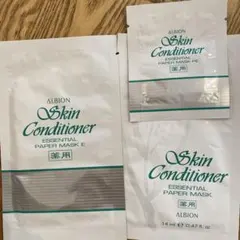 ALBION
Skin
Conditioner
ESSENTIAL
PAPER MASK E
薬用
ALBION
Skin
Conditioner
ESSENTIAL
PAPER MASK PE
薬用
Skin
Conditioner
ESSENTIAL
PAPER MASK
薬用
ALBION